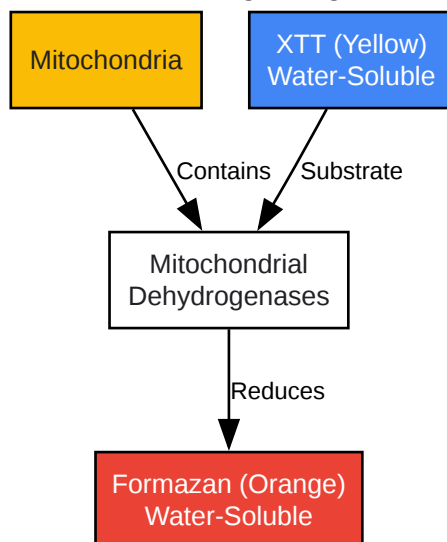 Mitochondria
XTT (Yellow)
Water-Soluble
Contains
Substrate
Mitochondrial
Dehydrogenases
Reduces
Formazan (Orange)
Water-Soluble